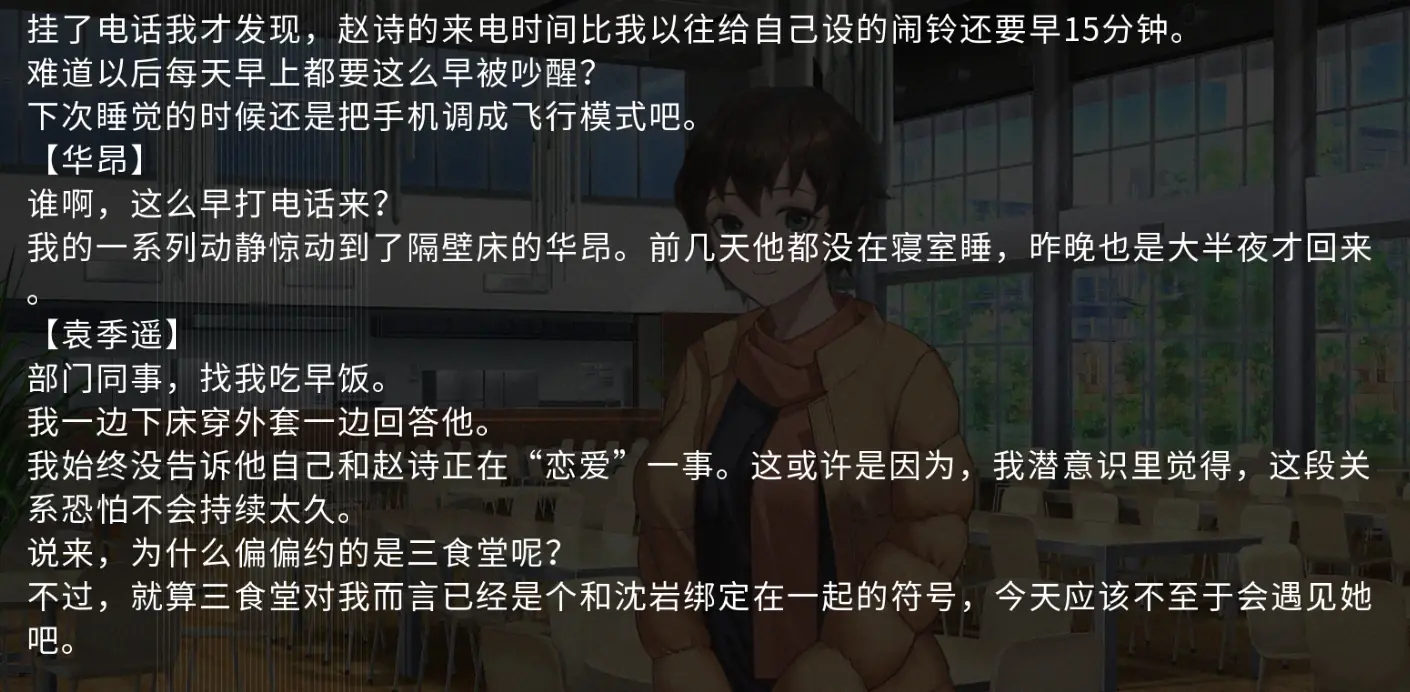 挂了电话我才发现，赵诗的来电时间比我以往给自己设的闹铃还要早15分钟。
难道以后每天早上都要这么早被吵醒？
下次睡觉的时候还是把手机调成飞行模式吧。
【华昂】
谁啊，这么早打电话来？
我的一系列动静惊动到了隔壁床的华昂。前几天他都没在寝室睡，昨晚也是大半夜才回来
。
【袁季遥】
部门同事，找我吃早饭。
我一边下床穿外套一边回答他。
我始终没告诉他自己和赵诗正在“恋爱”一事。这或许是因为，我潜意识里觉得，这段关
系恐怕不会持续太久。
说来，为什么偏偏约的是三食堂呢？
不过，就算三食堂对我而言已经是个和沈岩绑定在一起的符号，今天应该不至于会遇见她
吧。